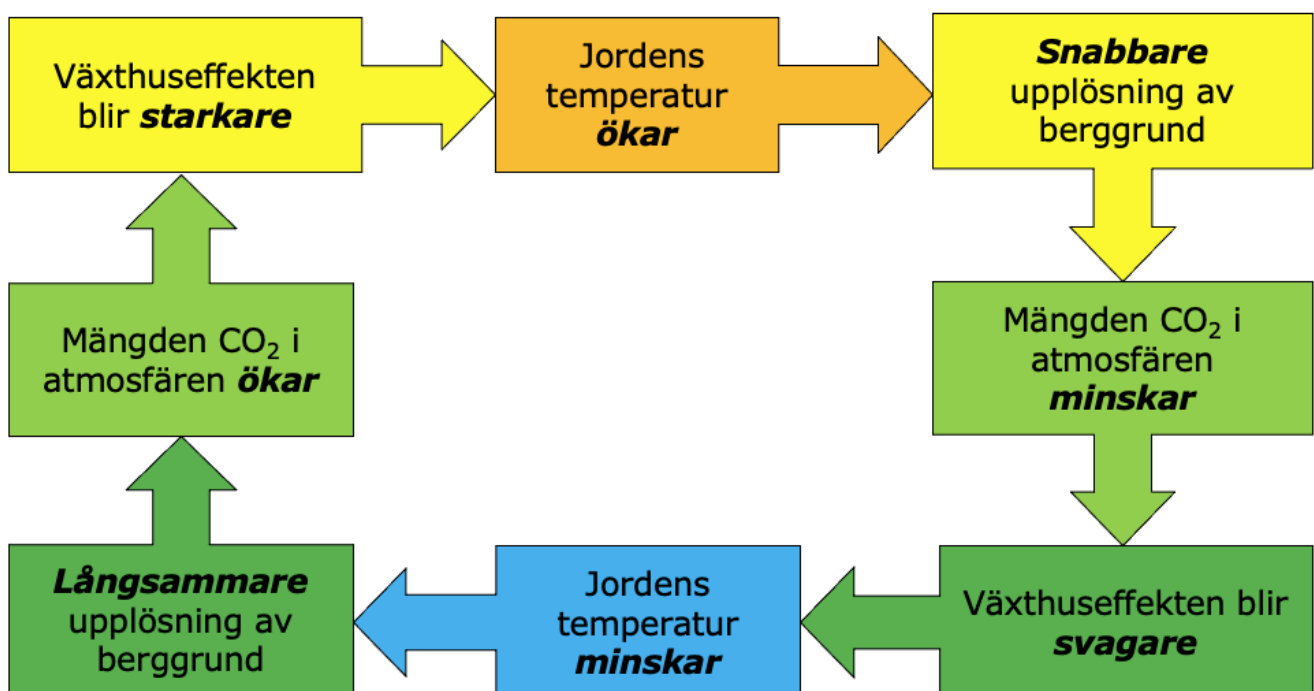 Växthuseffekten
blir starkare
Jordens
temperatur
ökar
Snabbare
upplösning av
berggrund
Mängden CO₂ i
atmosfären ökar
Mängden CO₂ i
atmosfären
minskar
Långsammare
upplösning av
berggrund
Jordens
temperatur
minskar
Växthuseffekten blir
svagare